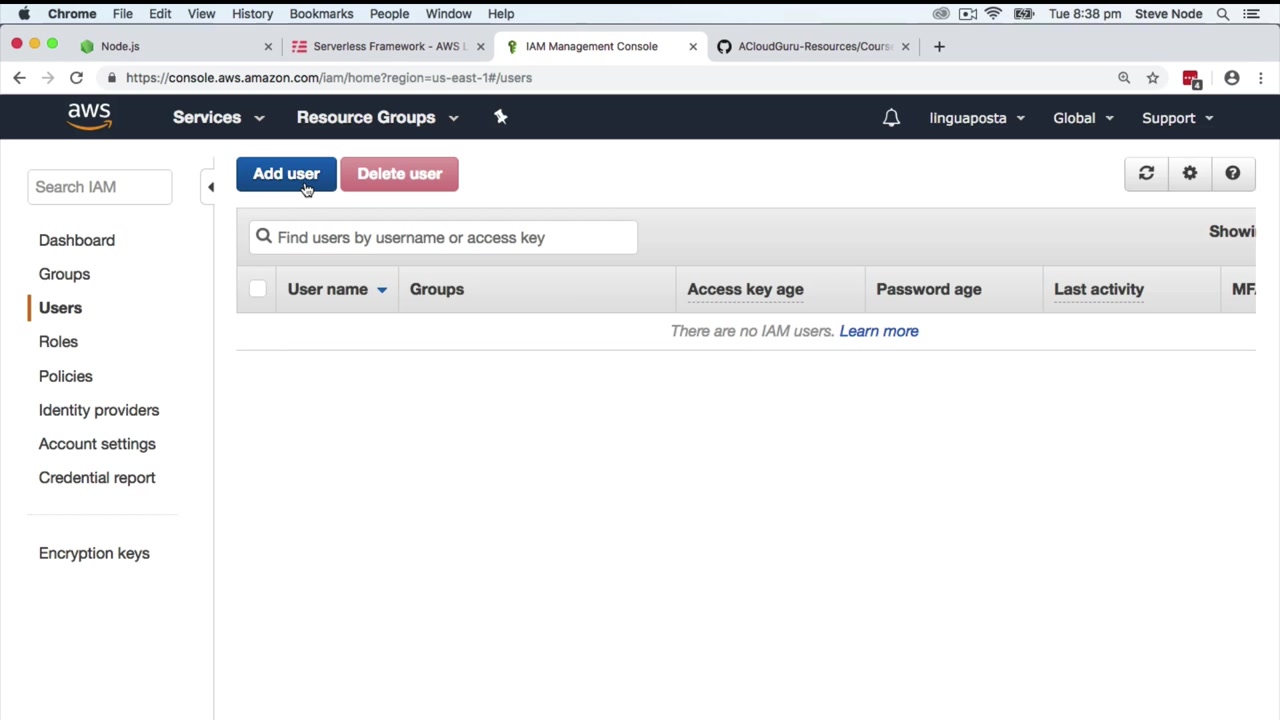 Chrome File Edit View History Bookmarks People Window Help Tue 8:38 pm Steve Node
Node.js Serverless Framework - AWS L IAM Management Console ACloudGuru-Resources/Cours
https://console.aws.amazon.com/iam/home?region=us-east-1#/users 4
aws Services Resource Groups linguaposta Global Support
Search IAM
Add user Delete user
Find users by username or access key Showi
User name Groups Access key age Password age Last activity MF
There are no IAM users. Learn more
Dashboard
Groups
Users
Roles
Policies
Identity providers
Account settings
Credential report
Encryption keys